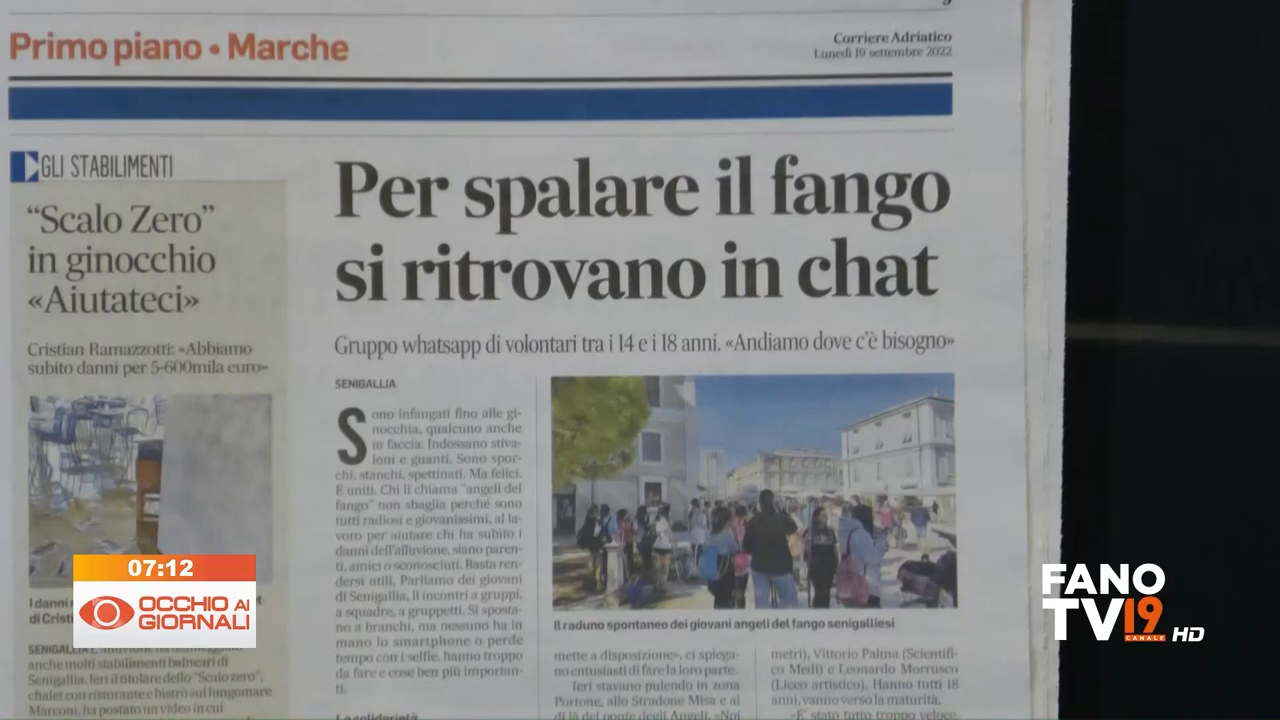 Primo piano • Marche
Corriere Adriatico
Lunedì 19 settembre 2022
GLI STABILIMENTI
“Scalo Zero”
in ginocchio
«Aiutateci»
Cristian Ramazzotti: «Abbiamo
subito danni per 5-600mila euro»
I danni
di Cristi
SENIGALLIA
anche molti stabilimenti balneari di
Senigallia. Ieri il titolare dello "Scalo zero",
chalet con ristorante e bistrò sul lungomare
Marconi, ha postato un video in cui
Per spalare il fango
si ritrovano in chat
Gruppo whatsapp di volontari tra i 14 e i 18 anni. «Andiamo dove c’è bisogno»
SENIGALLIA
Sono infangati fino alle gi-
nocchia, qualcuno anche
in faccia. Indossano stiva-
loni e guanti. Sono spor-
chi, stanchi, spettinati. Ma felici.
E uniti. Chi li chiama "angeli del
fango" non sbaglia perché sono
tutti radiosi e giovanissimi, al la-
voro per aiutare chi ha subito i
danni dell'alluvione, siano paren-
ti, amici o sconosciuti. Basta ren-
dersi utili. Parliamo dei giovani
di Senigallia, li incontri a gruppi,
a squadre, a gruppetti. Si sposta-
no a branchi, ma nessuno ha in
mano lo smartphone o perde
tempo con i selfie, hanno troppo
da fare e cose ben più importan-
ti.
La solidarietà
Il raduno spontaneo dei giovani angeli del fango senigalliesi
mette a disposizione», ci spiega-
no entusiasti di fare la loro parte.
Ieri stavano pulendo in zona
Portone, allo Stradone Misa e al
di là del ponte degli Angeli. «Noi
metri), Vittorio Palma (Scientifi-
co Medi) e Leonardo Morrusco
(Liceo artistico). Hanno tutti 18
anni, vanno verso la maturità.
«E' stato tutto troppo veloce,
07:12
OCCHIO AI
GIORNALI
FANO
TV19
CANALE
HD